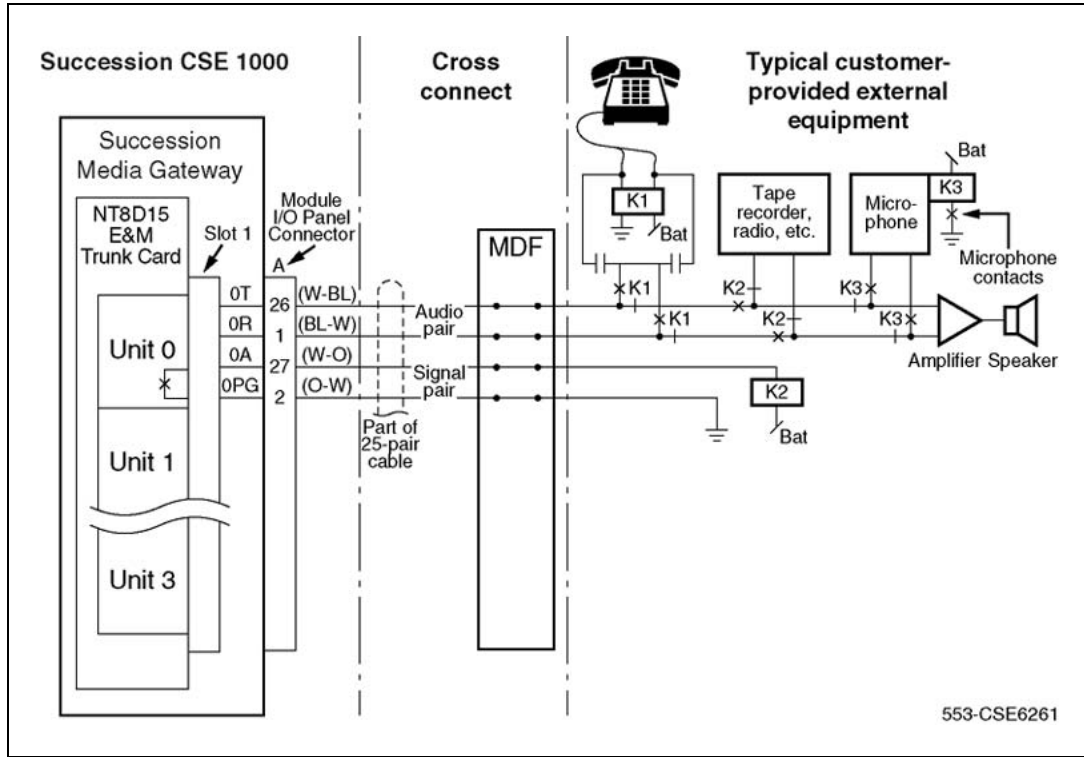 Succession CSE 1000
Cross
connect
Typical customer-
provided external
equipment
Succession
Media Gateway
NT8D15
E&M
Trunk Card
Slot 1
Module
I/O Panel
Connector
A
MDF
K1
Bat
Tape
recorder,
radio, etc.
Micro-
phone
K3
Bat
Microphone
contacts
0T
26
(W-BL)
Audio
pair
K1
K2
K3
0R
1
(BL-W)
K1
K2
K3
Amplifier
Speaker
Unit 0
0A
27
(W-O)
Signal
pair
0PG
2
(O-W)
K2
Bat
Part of
25-pair
cable
Unit 1
Unit 3
553-CSE6261